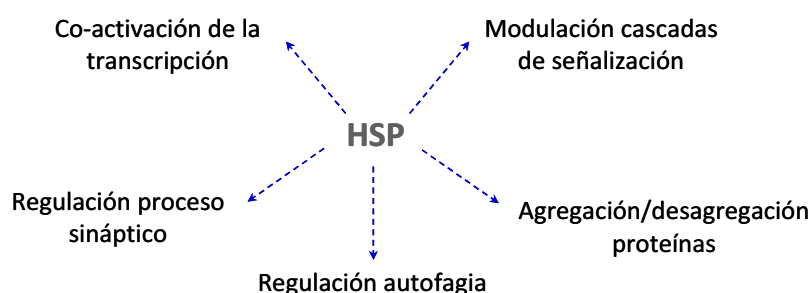 Co-activación de la
transcripción
Modulación cascadas
de señalización
HSP
Regulación proceso
sináptico
Agregación/desagregación
proteínas
Regulación autofagia